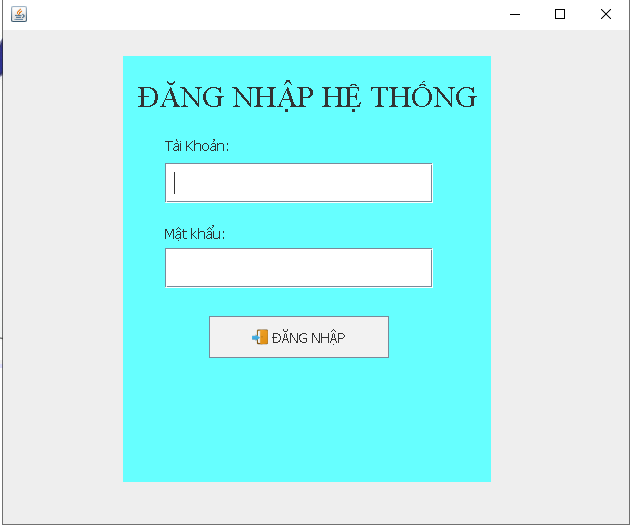 ĐĂNG NHẬP HỆ THỐNG
Tài Khoản:
Mật khẩu:
ĐĂNG NHẬP